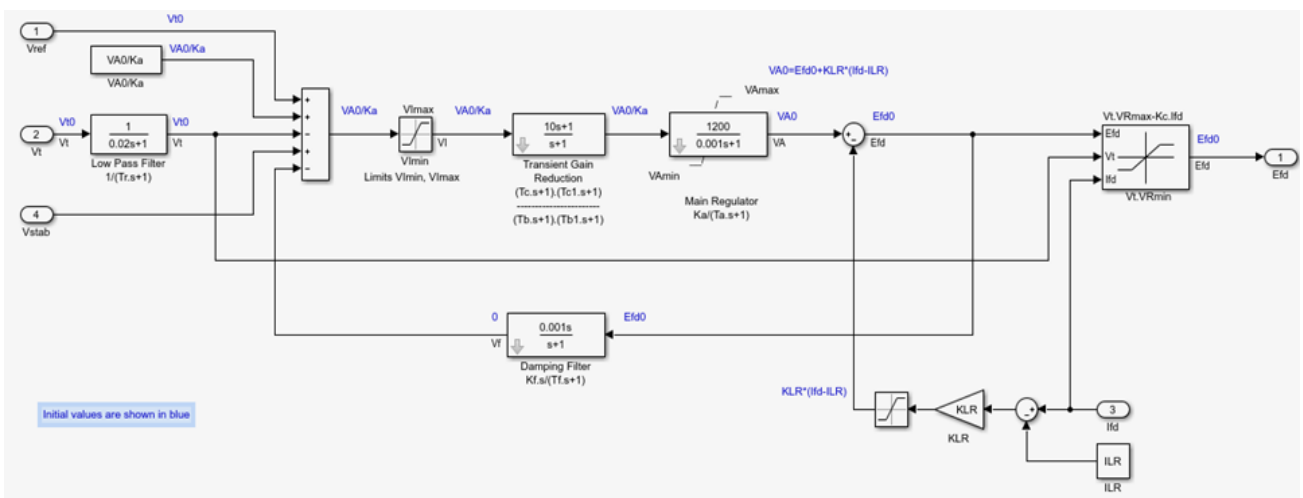 Vt0
1
Vref
VA0/Ka
VA0/Ka
VA0/Ka
VA0=Efd0+KLR*(Ifd-ILR)
VAmax
Vt0
2
Vt
Vt
1
0.02s+1
Low Pass Filter
1/(Tr.s+1)
Vt0
Vt
+
+
-
+
-
VA0/Ka
VImax
VImin
Limits VImin, VImax
VA0/Ka
VI
10s+1
s+1
Transient Gain
Reduction
(Tc.s+1).(Tc1.s+1)
------------------------
(Tb.s+1).(Tb1.s+1)
VA0/Ka
1200
0.001s+1
VAmin
Main Regulator
Ka/(Ta.s+1)
VA0
VA
+
-
Efd0
Efd
Vt.VRmax-Kc.Ifd
Efd
Vt
Ifd
Vt.VRmin
Efd0
Efd
1
Efd
4
Vstab
0
Vf
0.001s
s+1
Damping Filter
Kf.s/(Tf.s+1)
Efd0
Initial values are shown in blue
KLR*(Ifd-ILR)
KLR
KLR
-
+
3
Ifd
ILR
ILR